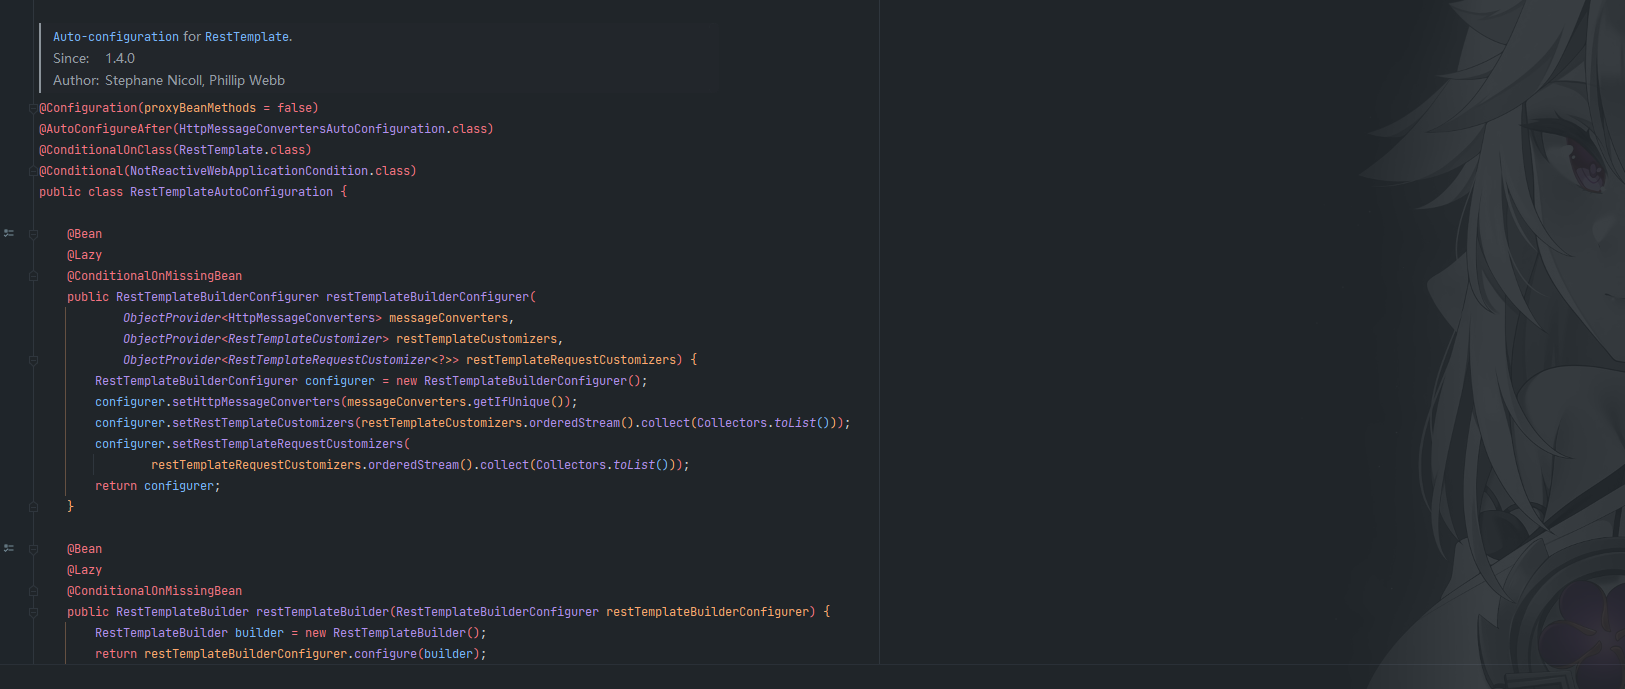 Auto-configuration for RestTemplate.
Since: 1.4.0
Author: Stephane Nicoll, Phillip Webb
@Configuration(proxyBeanMethods = false)
@AutoConfigureAfter(HttpMessageConvertersAutoConfiguration.class)
@ConditionalOnClass(RestTemplate.class)
@Conditional(NotReactiveWebApplicationCondition.class)
public class RestTemplateAutoConfiguration {
@Bean
@Lazy
@ConditionalOnMissingBean
public RestTemplateBuilderConfigurer restTemplateBuilderConfigurer(
ObjectProvider<HttpMessageConverters> messageConverters,
ObjectProvider<RestTemplateCustomizer> restTemplateCustomizers,
ObjectProvider<RestTemplateRequestCustomizer<?>> restTemplateRequestCustomizers) {
RestTemplateBuilderConfigurer configurer = new RestTemplateBuilderConfigurer();
configurer.setHttpMessageConverters(messageConverters.getIfUnique());
configurer.setRestTemplateCustomizers(restTemplateCustomizers.orderedStream().collect(Collectors.toList()));
configurer.setRestTemplateRequestCustomizers(
restTemplateRequestCustomizers.orderedStream().collect(Collectors.toList()));
return configurer;
}
@Bean
@Lazy
@ConditionalOnMissingBean
public RestTemplateBuilder restTemplateBuilder(RestTemplateBuilderConfigurer restTemplateBuilderConfigurer) {
RestTemplateBuilder builder = new RestTemplateBuilder();
return restTemplateBuilderConfigurer.configure(builder);